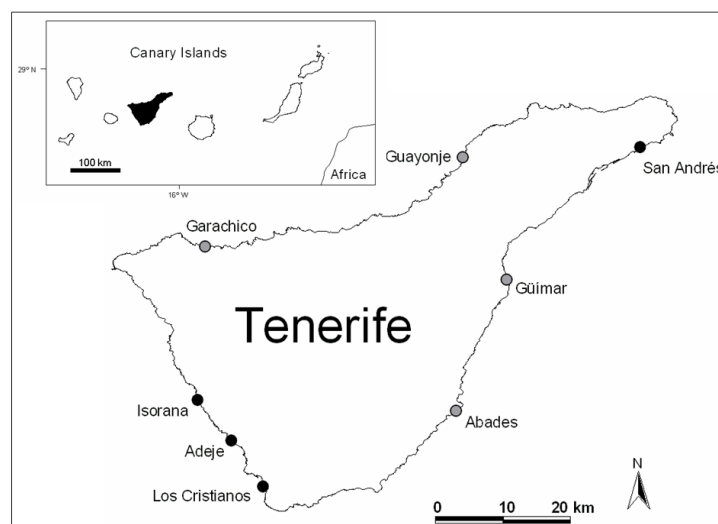 Canary Islands
29° N
100 km
Africa
16° W
Guayonje
San Andrés
Garachico
Güimar
Tenerife
Isorana
Abades
Adeje
Los Cristianos
N
0 10 20 km